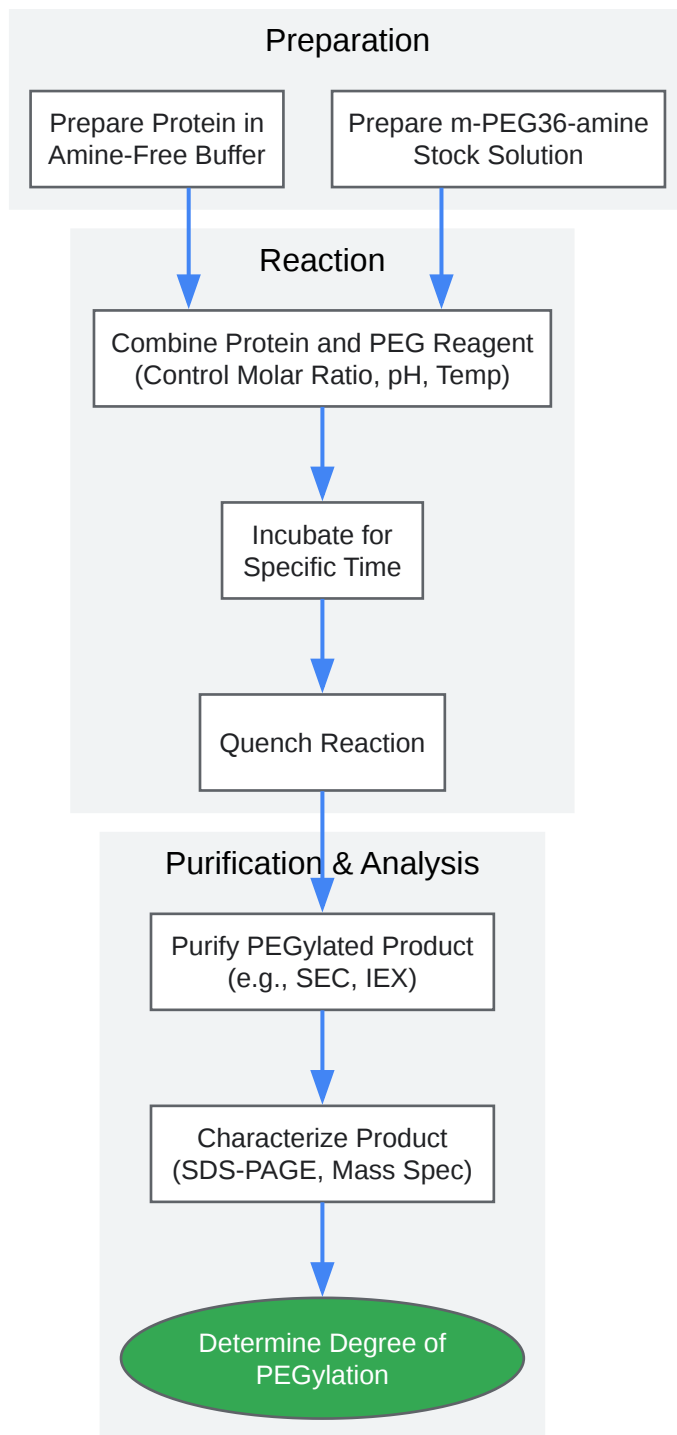 Preparation
Prepare Protein in
Amine-Free Buffer
Prepare m-PEG36-amine
Stock Solution
Reaction
Combine Protein and PEG Reagent
(Control Molar Ratio, pH, Temp)
Incubate for
Specific Time
Quench Reaction
Purification & Analysis
Purify PEGylated Product
(e.g., SEC, IEX)
Characterize Product
(SDS-PAGE, Mass Spec)
Determine Degree of
PEGylation